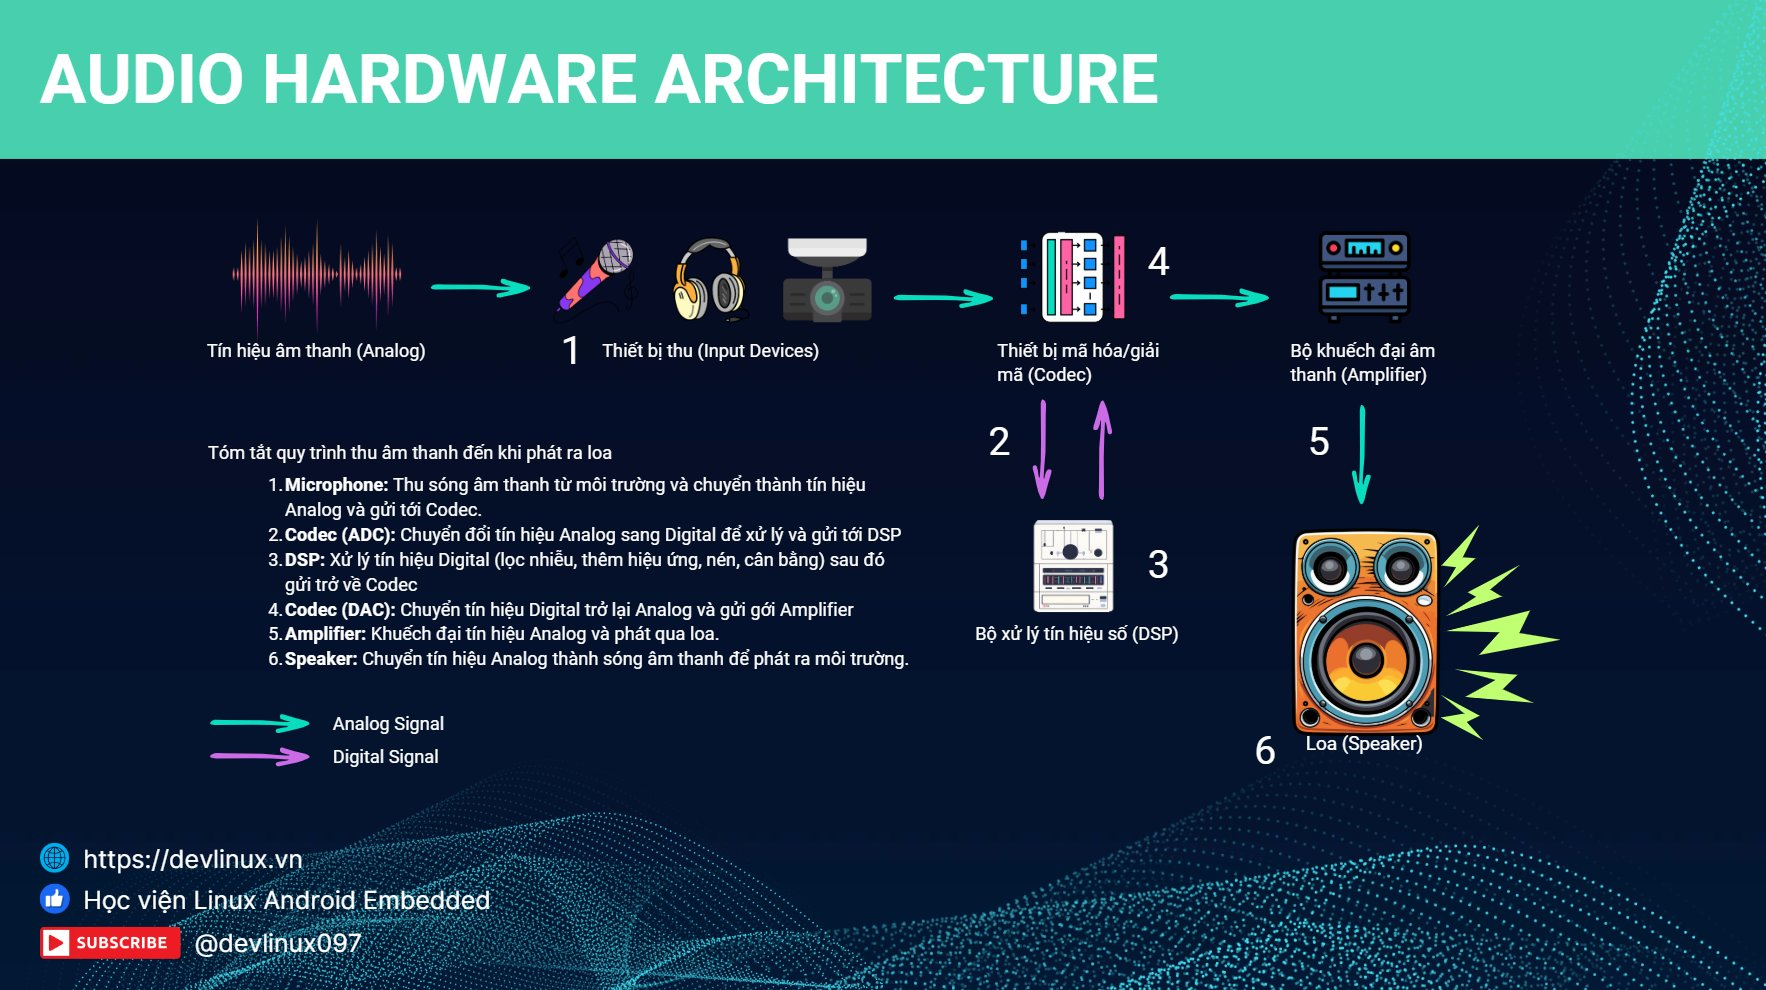 AUDIO HARDWARE ARCHITECTURE
Tín hiệu âm thanh (Analog)
1
Thiết bị thu (Input Devices)
4
Thiết bị mã hóa/giải
mã (Codec)
Bộ khuếch đại âm
thanh (Amplifier)
2
5
3
Bộ xử lý tín hiệu số (DSP)
6
Loa (Speaker)
Tóm tắt quy trình thu âm thanh đến khi phát ra loa
1. Microphone: Thu sóng âm thanh từ môi trường và chuyển thành tín hiệu
Analog và gửi tới Codec.
2. Codec (ADC): Chuyển đổi tín hiệu Analog sang Digital để xử lý và gửi tới DSP
3. DSP: Xử lý tín hiệu Digital (lọc nhiễu, thêm hiệu ứng, nén, cân bằng) sau đó
gửi trở về Codec
4. Codec (DAC): Chuyển tín hiệu Digital trở lại Analog và gửi gới Amplifier
5. Amplifier: Khuếch đại tín hiệu Analog và phát qua loa.
6. Speaker: Chuyển tín hiệu Analog thành sóng âm thanh để phát ra môi trường.
Analog Signal
Digital Signal
https://devlinux.vn
Học viện Linux Android Embedded
SUBSCRIBE @devlinux097